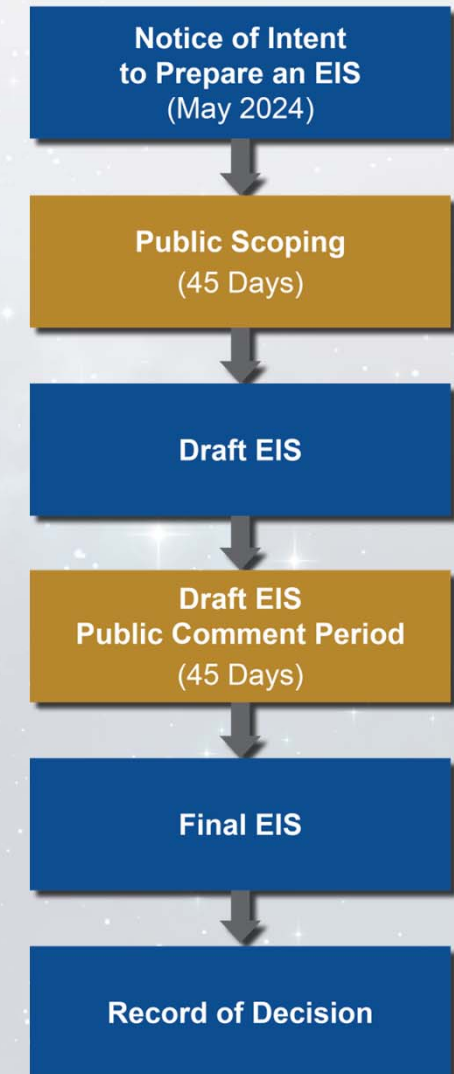 Notice of Intent
to Prepare an EIS
(May 2024)
Public Scoping
(45 Days)
Draft EIS
Draft EIS
Public Comment Period
(45 Days)
Final EIS
Record of Decision